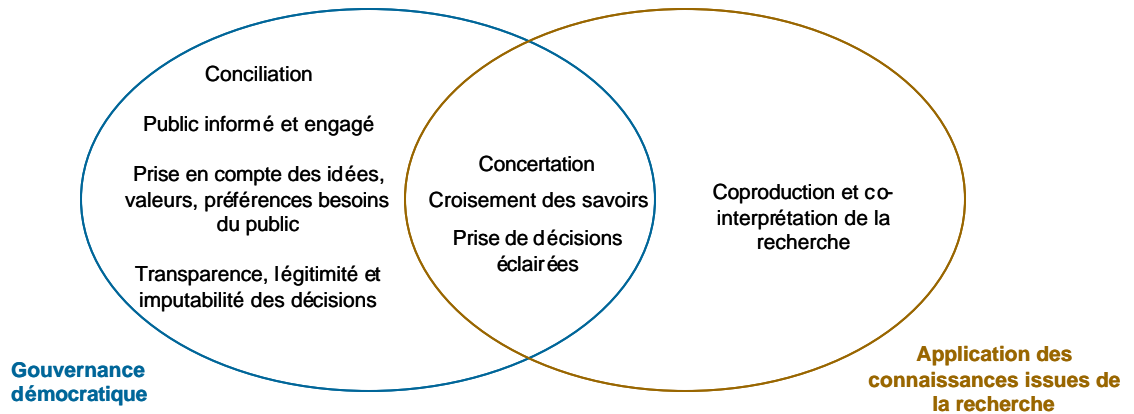 Conciliation
Public informé et engagé
Prise en compte des idées,
valeurs, préférences besoins
du public
Transparence, légitimité et
imputabilité des décisions
Concertation
Croisement des savoirs
Prise de décisions
éclairées
Coproduction et co-
interprétation de la
recherche
Gouvernance
démocratique
Application des
connaissances issues de
la recherche